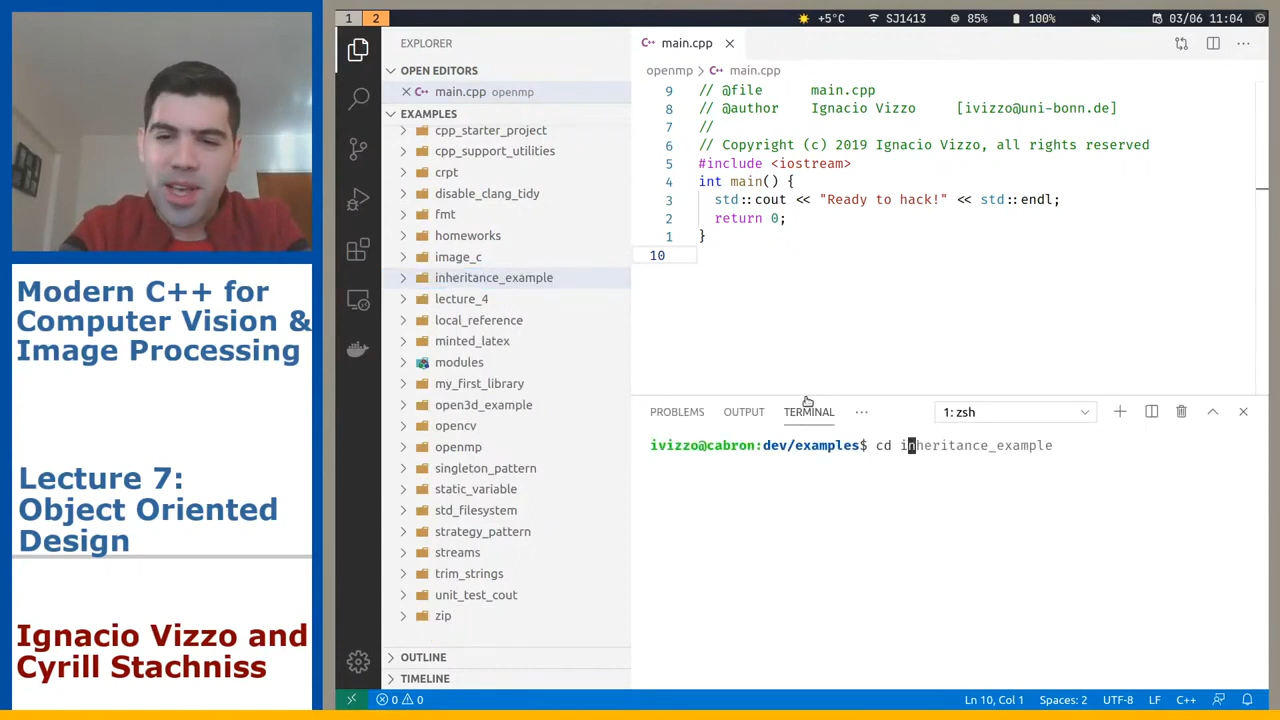 1 2
+5°C SJ1413 85% 100% 03/06 11:04
EXPLORER
OPEN EDITORS
main.cpp openmp
EXAMPLES
cpp_starter_project
cpp_support_utilities
crpt
disable_clang_tidy
fmt
homeworks
image_c
inheritance_example
lecture_4
local_reference
minted_latex
modules
my_first_library
open3d_example
opencv
openmp
singleton_pattern
static_variable
std_filesystem
strategy_pattern
streams
trim_strings
unit_test_cout
zip
OUTLINE
TIMELINE
main.cpp
openmp > main.cpp
9 // @file main.cpp
8 // @author Ignacio Vizzo [ivizzo@uni-bonn.de]
7 //
6 // Copyright (c) 2019 Ignacio Vizzo, all rights reserved
5 #include <iostream>
4 int main() {
3 std::cout << "Ready to hack!" << std::endl;
2 return 0;
1 }
10
PROBLEMS OUTPUT TERMINAL ... 1: zsh
ivizzo@cabron:dev/examples$ cd inheritance_example
0 0 Ln 10, Col 1 Spaces: 2 UTF-8 LF C++
Modern C++ for
Computer Vision &
Image Processing
Lecture 7:
Object Oriented
Design
Ignacio Vizzo and
Cyrill Stachniss